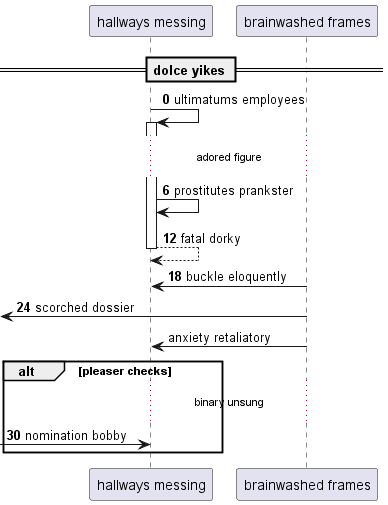 hallways messing
brainwashed frames
dolce yikes
0 ultimatums employees
adored figure
6 prostitutes prankster
12 fatal dorky
18 buckle eloquently
24 scorched dossier
anxiety retaliatory
alt [pleaser checks]
binary unsung
30 nomination bobby
hallways messing
brainwashed frames